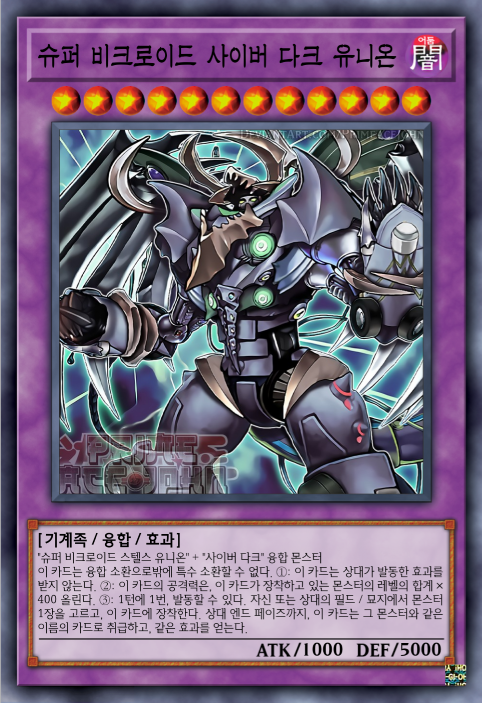 슈퍼 비크로이드 사이버 다크 유니온
어둠
闇
DEVIANTART.COM/PRIMEACEJOHN
PRIME
ACEJOHN
[기계족 / 융합 / 효과]
"슈퍼 비크로이드 스텔스 유니온" + "사이버 다크" 융합 몬스터
이 카드는 융합 소환으로밖에 특수 소환할 수 없다. ①: 이 카드는 상대가 발동한 효과를
받지 않는다. ②: 이 카드의 공격력은, 이 카드가 장착하고 있는 몬스터의 레벨의 합계 ×
400 올린다. ③: 1턴에 1번, 발동할 수 있다. 자신 또는 상대의 필드 / 묘지에서 몬스터
1장을 고르고, 이 카드에 장착한다. 상대 엔드 페이즈까지, 이 카드는 그 몬스터와 같은
이름의 카드로 취급하고, 같은 효과를 얻는다.
ATK/1000 DEF/5000